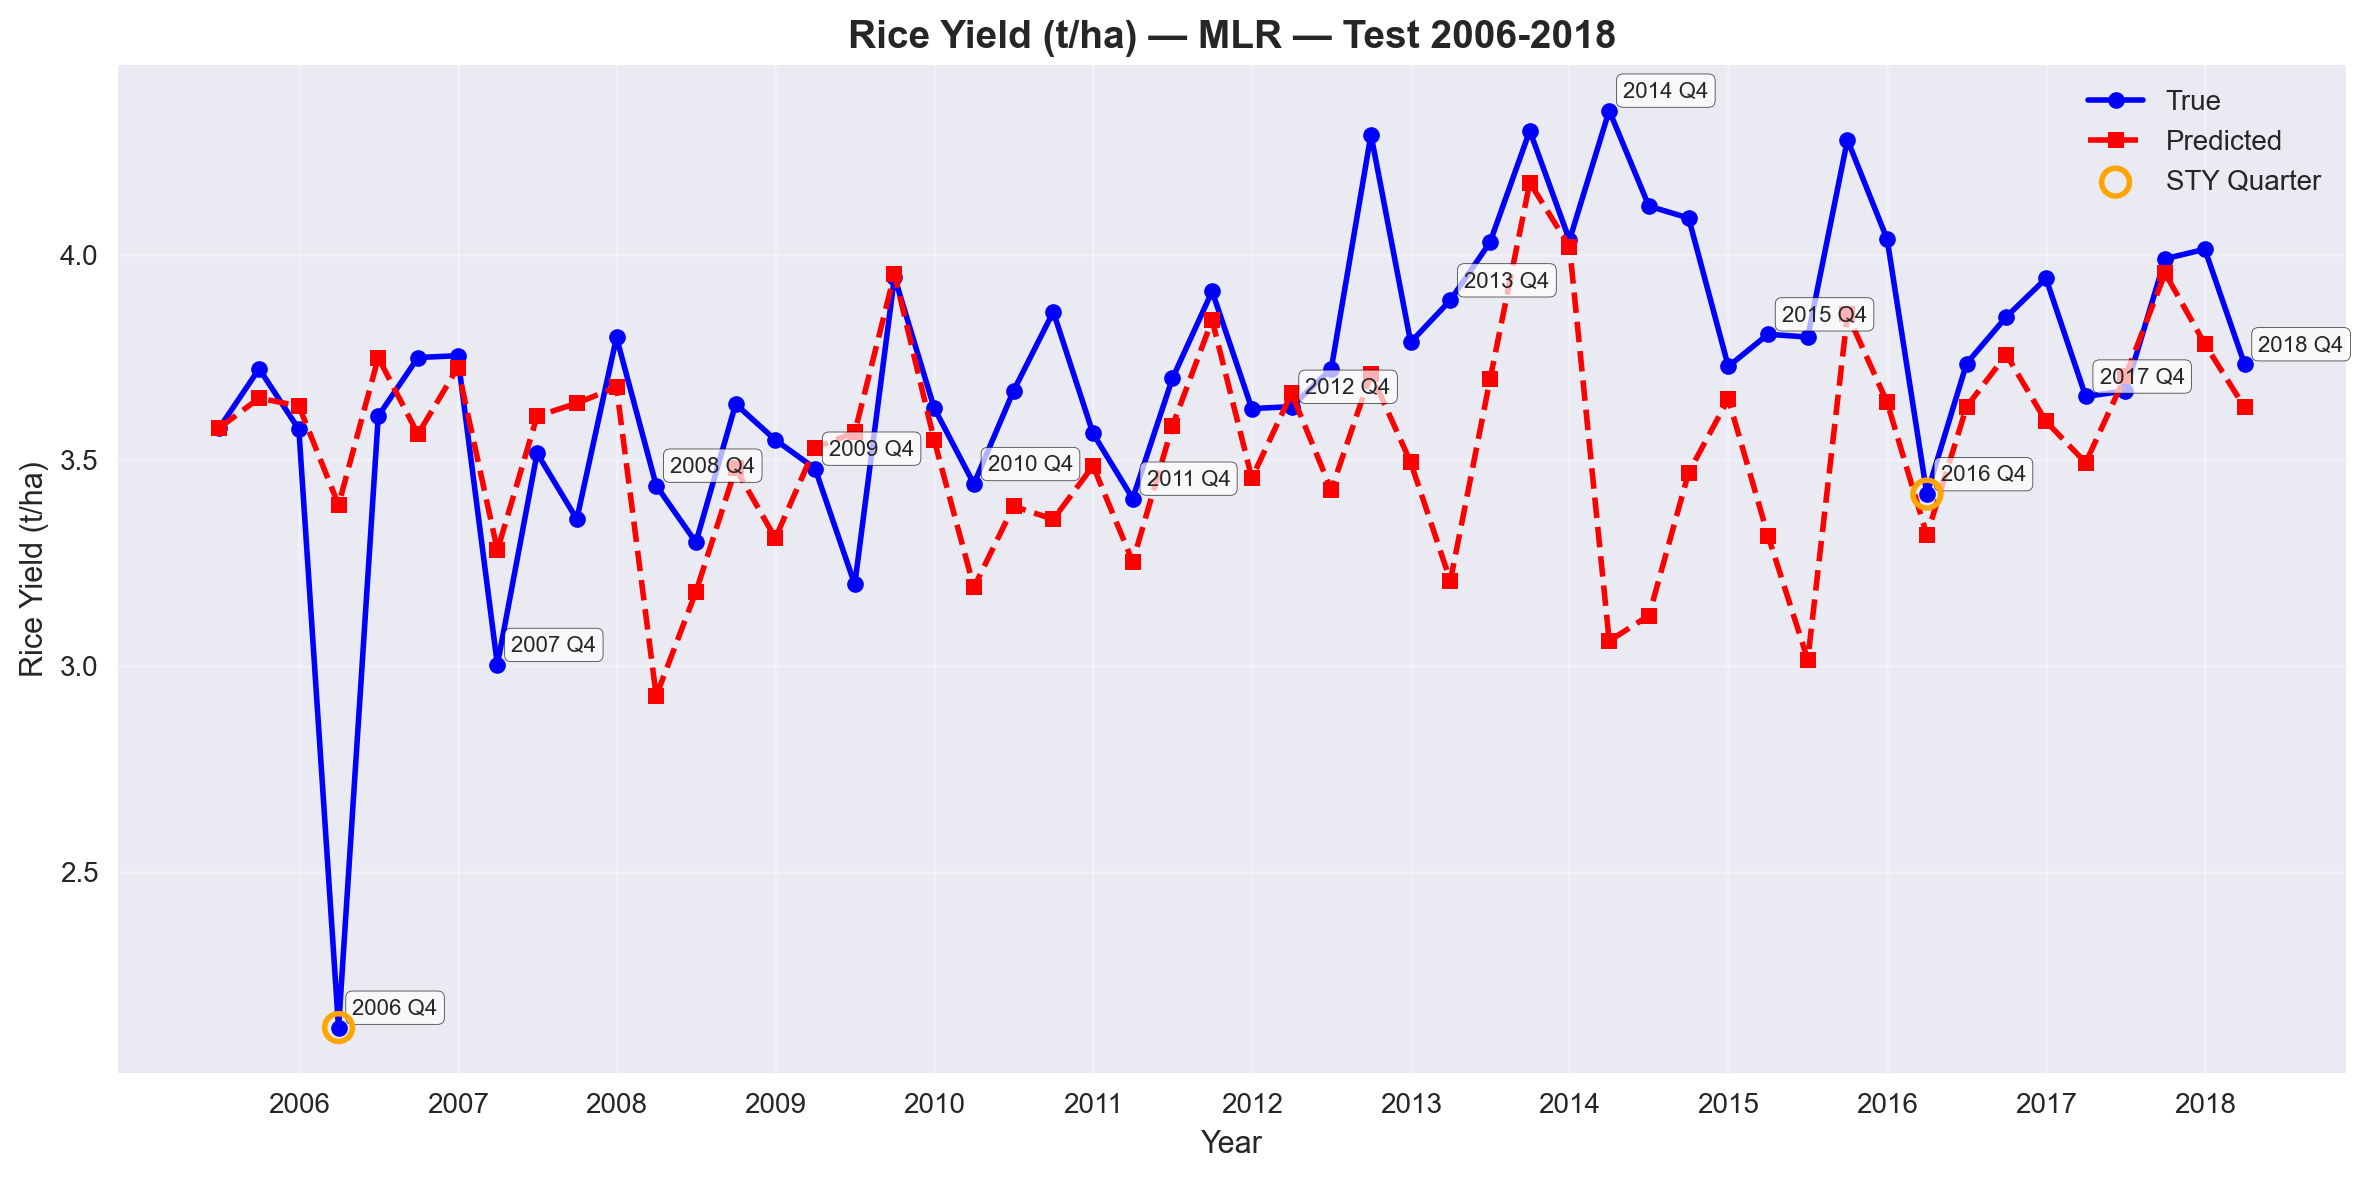 Rice Yield (t/ha) — MLR — Test 2006-2018
True
Predicted
STY Quarter
Rice Yield (t/ha)
4.0
3.5
3.0
2.5
2006 Q4
2007 Q4
2008 Q4
2009 Q4
2010 Q4
2011 Q4
2012 Q4
2013 Q4
2014 Q4
2015 Q4
2016 Q4
2017 Q4
2018 Q4
2006 2007 2008 2009 2010 2011 2012 2013 2014 2015 2016 2017 2018
Year